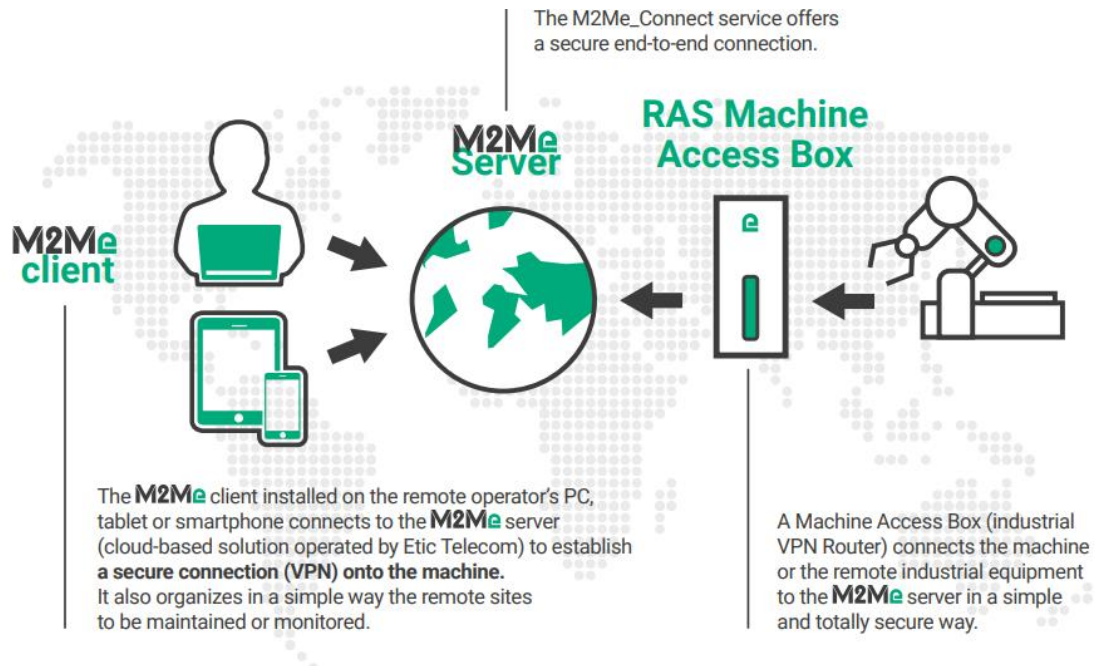 The M2Me_Connect service offers
a secure end-to-end connection.
M2Me
Server
RAS Machine
Access Box
M2Me
client
The M2Me client installed on the remote operator's PC,
tablet or smartphone connects to the M2Me server
(cloud-based solution operated by Etic Telecom) to establish
a secure connection (VPN) onto the machine.
It also organizes in a simple way the remote sites
to be maintained or monitored.
A Machine Access Box (industrial
VPN Router) connects the machine
or the remote industrial equipment
to the M2Me server in a simple
and totally secure way.